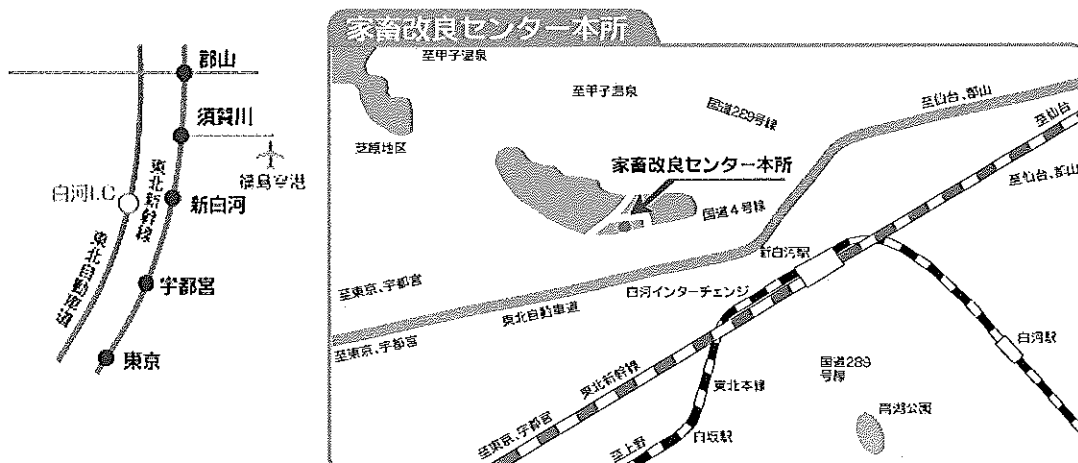 郡山
須賀川
福島空港
白河I.C
東北新幹線
新白河
東北自動車道
宇都宮
東京
家畜改良センター本所
至甲子温泉
至甲子温泉
国道289号線
至仙台、郡山
至仙台
芝原地区
家畜改良センター本所
至仙台、郡山
国道4号線
新白河駅
至東京、宇都宮
白河インターチェンジ
東北自動車道
至東京、宇都宮
白河駅
国道289
号線
東北新幹線
東北本線
南湖公園
至東京、宇都宮
至上野
白坂駅